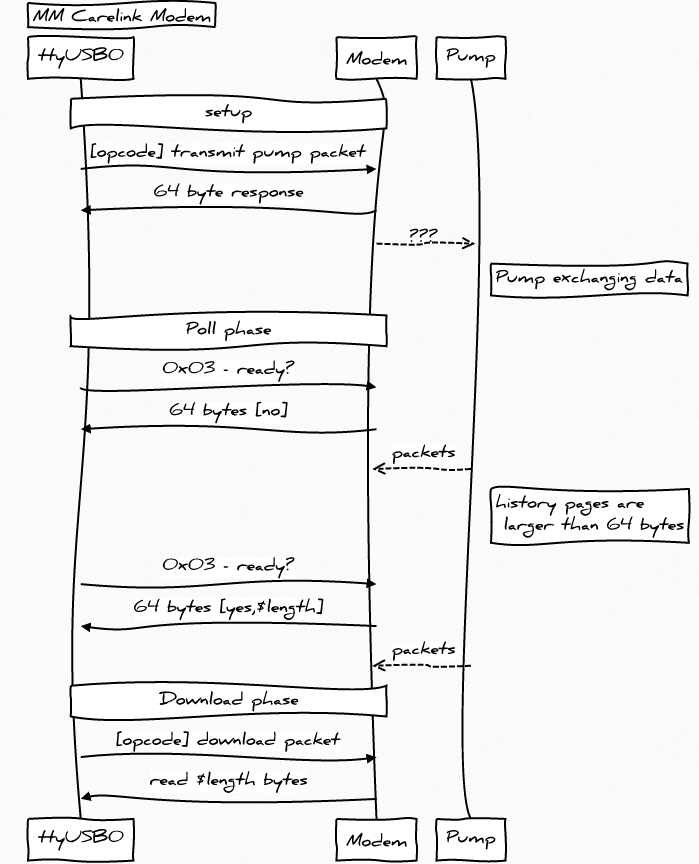 MM Carelink Modem
HyUSB0
Modem
Pump
setup
[opcode] transmit pump packet
64 byte response
???
Pump exchanging data
Poll phase
0x03 - ready?
64 bytes [no]
packets
history pages are
larger than 64 bytes
0x03 - ready?
64 bytes [yes,$length]
packets
Download phase
[opcode] download packet
read $length bytes
HyUSB0
Modem
Pump